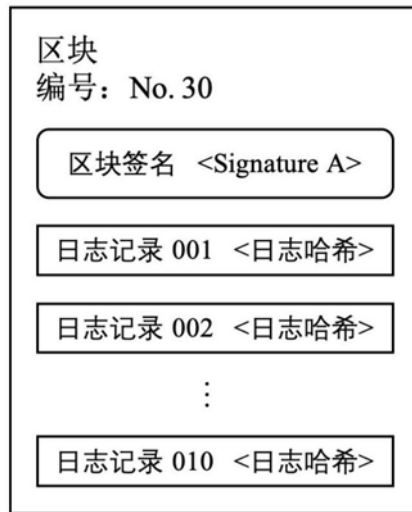 区块
编号：No. 30
区块签名 <Signature A>
日志记录 001 <日志哈希>
日志记录 002 <日志哈希>
⋮
日志记录 010 <日志哈希>